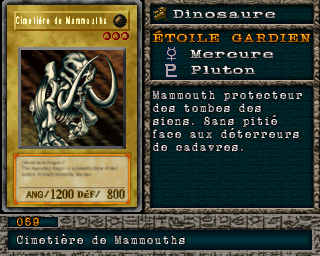 Cimetière de Mammouths
ANG/1200 DÉF/ 800
Dinosaure
ÉTOILE GARDIEN
Mercure
Pluton
Mammouth protecteur
des tombes des
siens. Sans pitié
face aux déterreurs
de cadavres.
059
Cimetière de Mammouths